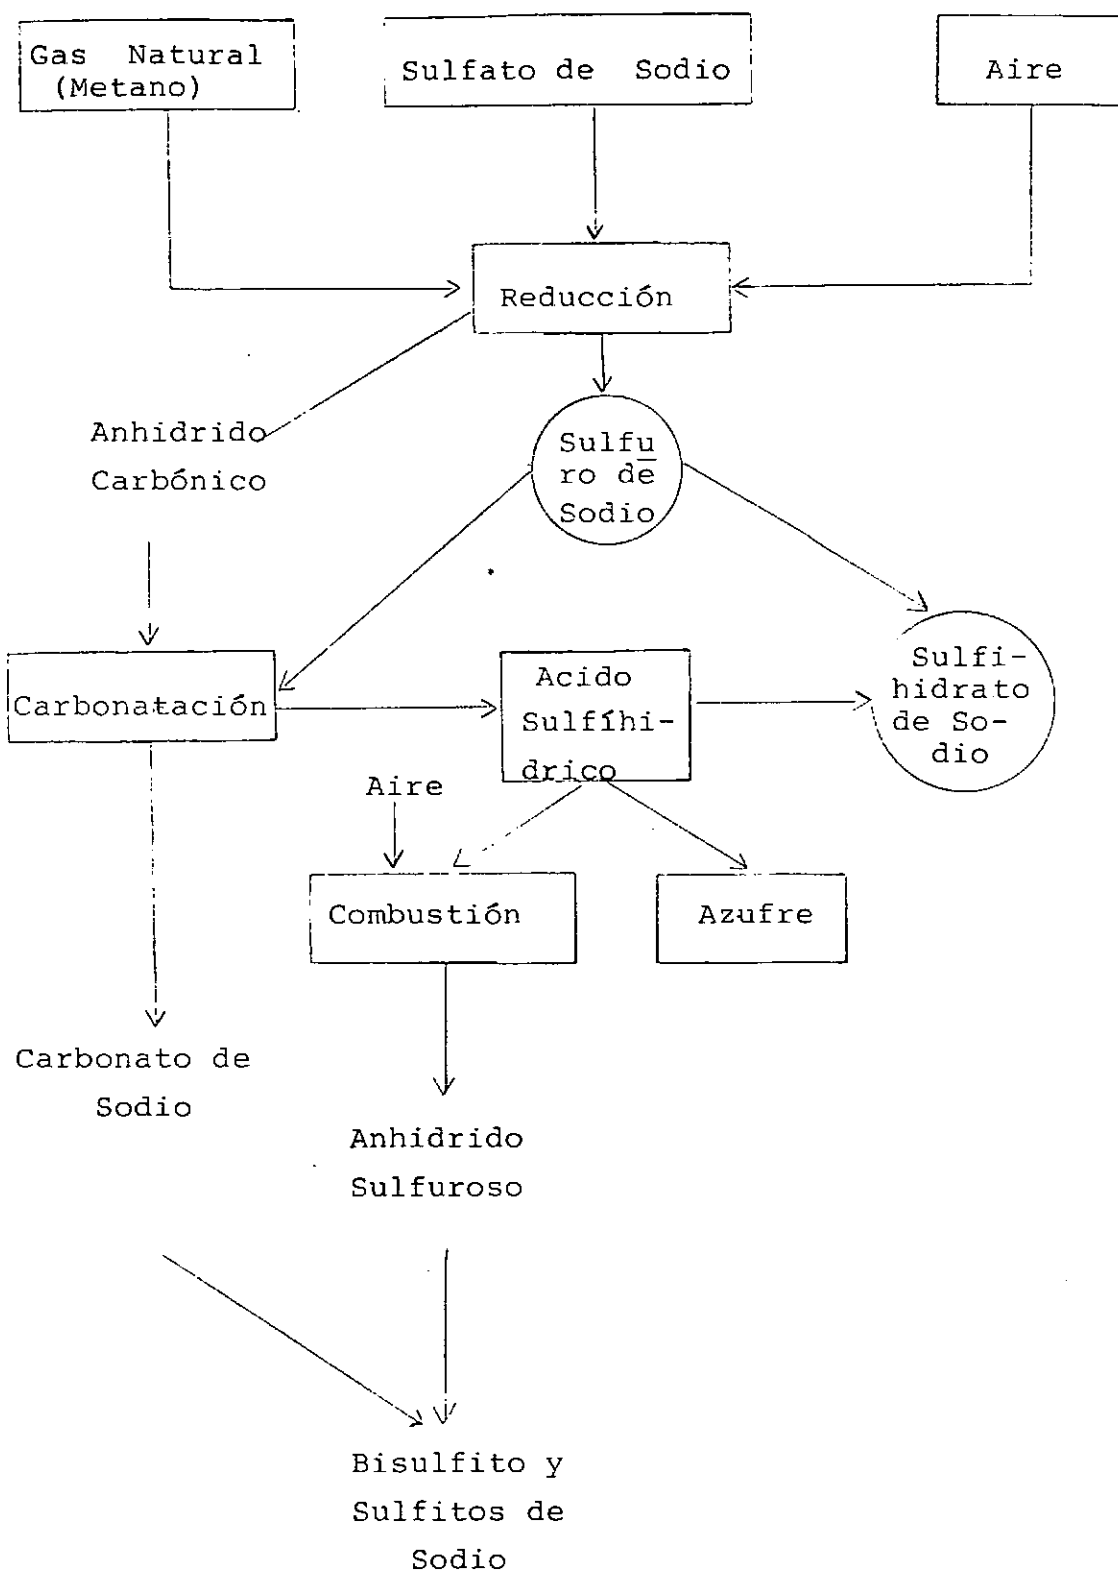 Gas Natural
(Metano)
Sulfato de Sodio
Aire
Reducción
Anhidrido
Carbónico
Sulfu
ro de
Sodio
Carbonatación
Acido
Sulfíhi-
drico
Sulfi-
hidrato
de So-
dio
Aire
Combustión
Azufre
Carbonato de
Sodio
Anhidrido
Sulfuroso
Bisulfito y
Sulfitos de
Sodio